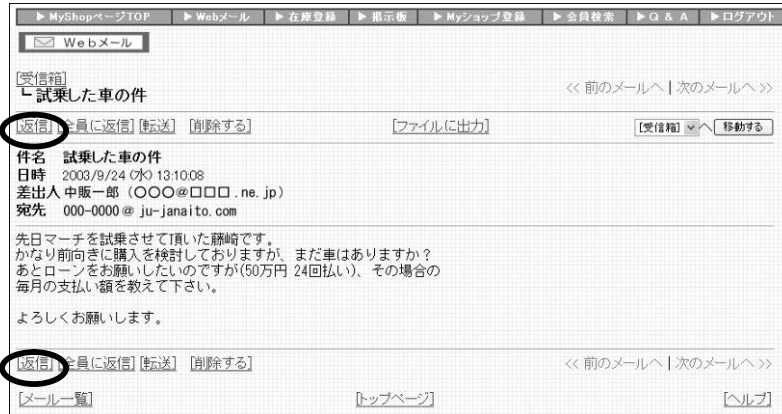 ▶MyShopページTOP ▶Webメール ▶在庫登録 ▶掲示板 ▶Myショップ登録 ▶会員検索 ▶Q & A ▶ログアウト
Webメール
[受信箱]
┗ 試乗した車の件
<< 前のメールへ | 次のメールへ >>
[返信] [全員に返信] [転送] [削除する] [ファイルに出力] [受信箱] へ 移動する
件名 試乗した車の件
日時 2003/9/24 (水) 13:10:08
差出人 中販一郎 (○○○@□□□.ne.jp)
宛先 000-0000@ ju-janaito.com
先日マーチを試乗させて頂いた藤崎です。
かなり前向きに購入を検討しておりますが、まだ車はありますか？
あとローンをお願いしたいのですが(50万円 24回払い)、その場合の
毎月の支払い額を教えて下さい。
よろしくお願いします。
[返信] [全員に返信] [転送] [削除する] << 前のメールへ | 次のメールへ >>
[メール一覧] [トップページ] [ヘルプ]